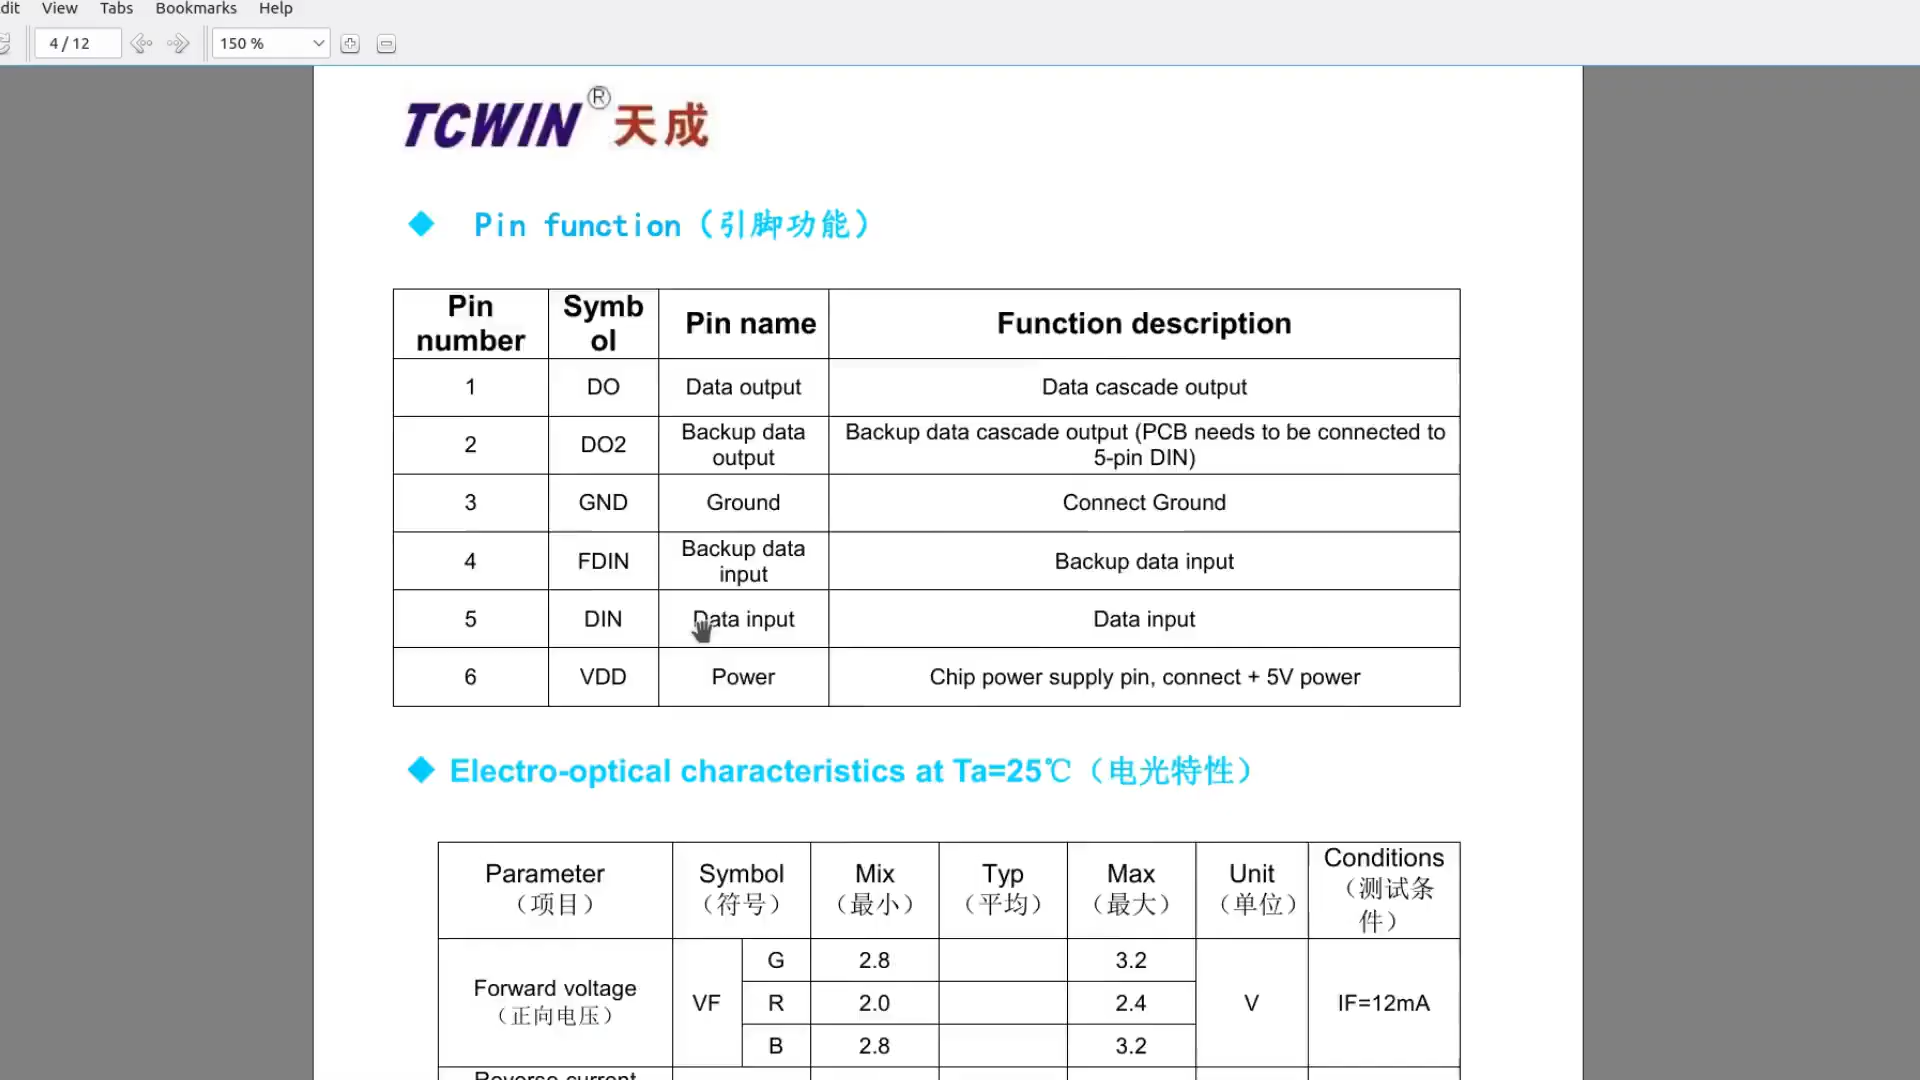 dit View Tabs Bookmarks Help
4 / 12 150 %
TCWIN® 天成
◆ Pin function（引脚功能）
Pin number Symbol Pin name Function description
1 DO Data output Data cascade output
2 DO2 Backup data output Backup data cascade output (PCB needs to be connected to 5-pin DIN)
3 GND Ground Connect Ground
4 FDIN Backup data input Backup data input
5 DIN Data input Data input
6 VDD Power Chip power supply pin, connect + 5V power
◆ Electro-optical characteristics at Ta=25℃（电光特性）
Parameter（项目） Symbol（符号） Mix（最小） Typ（平均） Max（最大） Unit（单位） Conditions（测试条件）
Forward voltage（正向电压） VF G 2.8 3.2 V IF=12mA
R 2.0 2.4
B 2.8 3.2
Reverse current